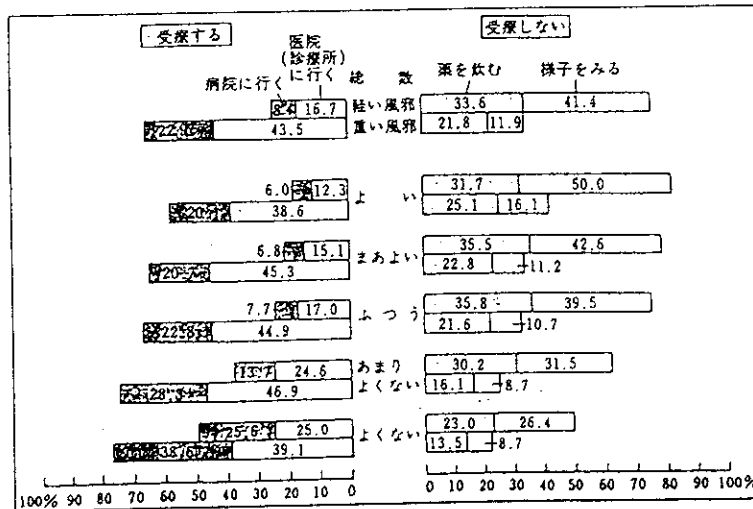 受療する
受療しない
医院
(診療所)
に行く
病院に行く
総数
薬を飲む
様子をみる
16.7 軽い風邪 33.6 41.4
43.5 重い風邪 21.8 11.9
6.0 12.3 よい 31.7 50.0
38.6 25.1 16.1
6.8 15.1 まあよい 35.5 42.6
45.3 22.8 11.2
7.7 17.0 ふつう 35.8 39.5
44.9 21.6 10.7
24.6 あまり 30.2 31.5
46.9 よくない 16.1 8.7
25.0 よくない 23.0 26.4
39.1 13.5 8.7
100% 90 80 70 60 50 40 30 20 10 0
0 10 20 30 40 50 60 70 80 90 100%